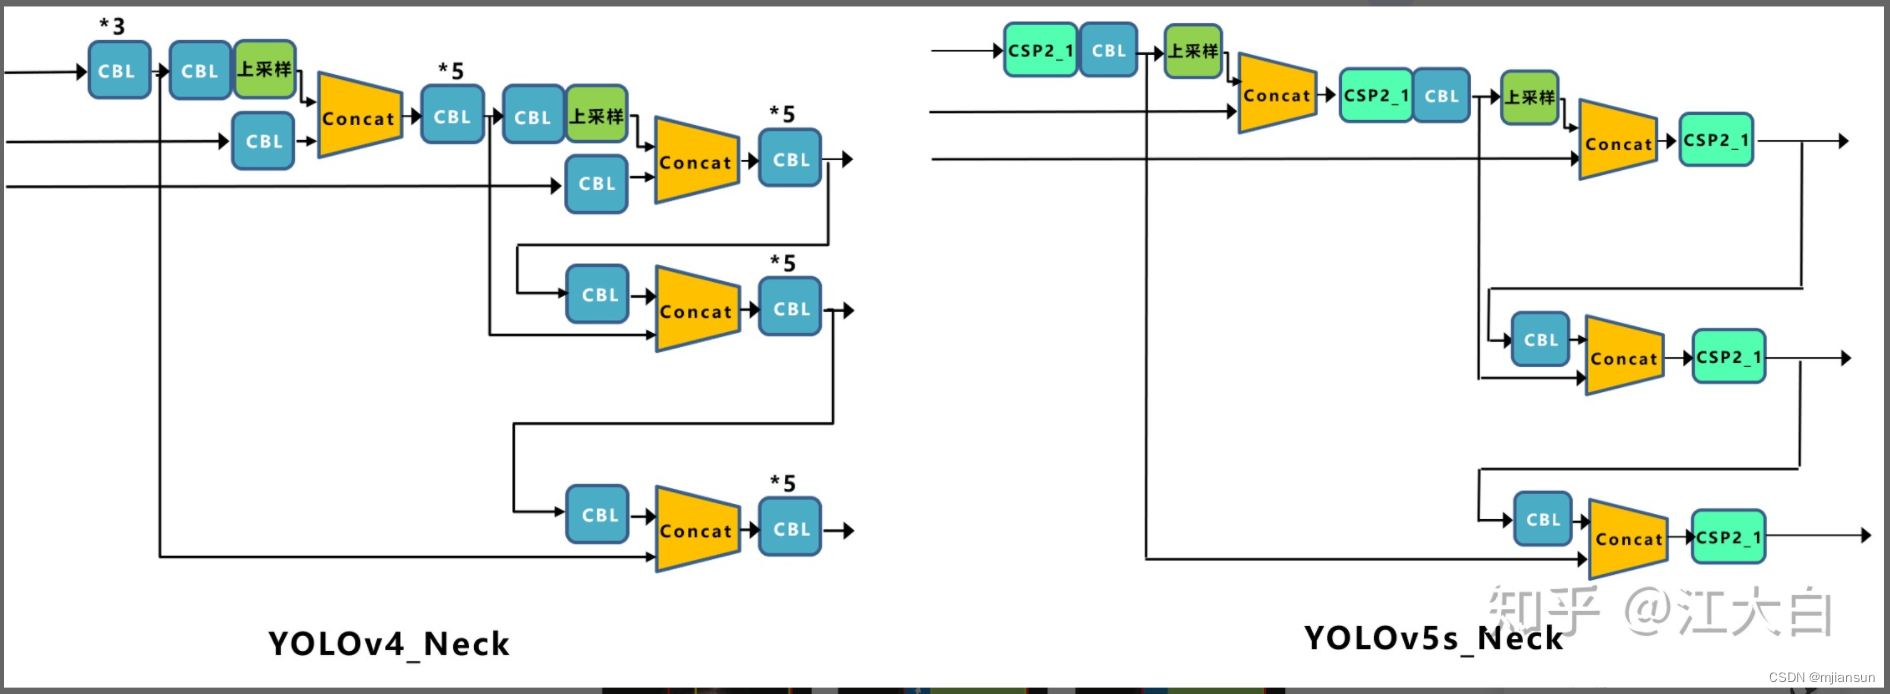 *3
CBL
CBL
上采样
CBL
Concat
*5
CBL
CBL
上采样
CBL
Concat
*5
CBL
CBL
Concat
*5
CBL
CBL
Concat
*5
CBL
YOLOv4_Neck
CSP2_1
CBL
上采样
Concat
CSP2_1
CBL
上采样
Concat
CSP2_1
CBL
Concat
CSP2_1
CBL
Concat
CSP2_1
YOLOv5s_Neck
知乎 @江大白
CSDN @mjiansun